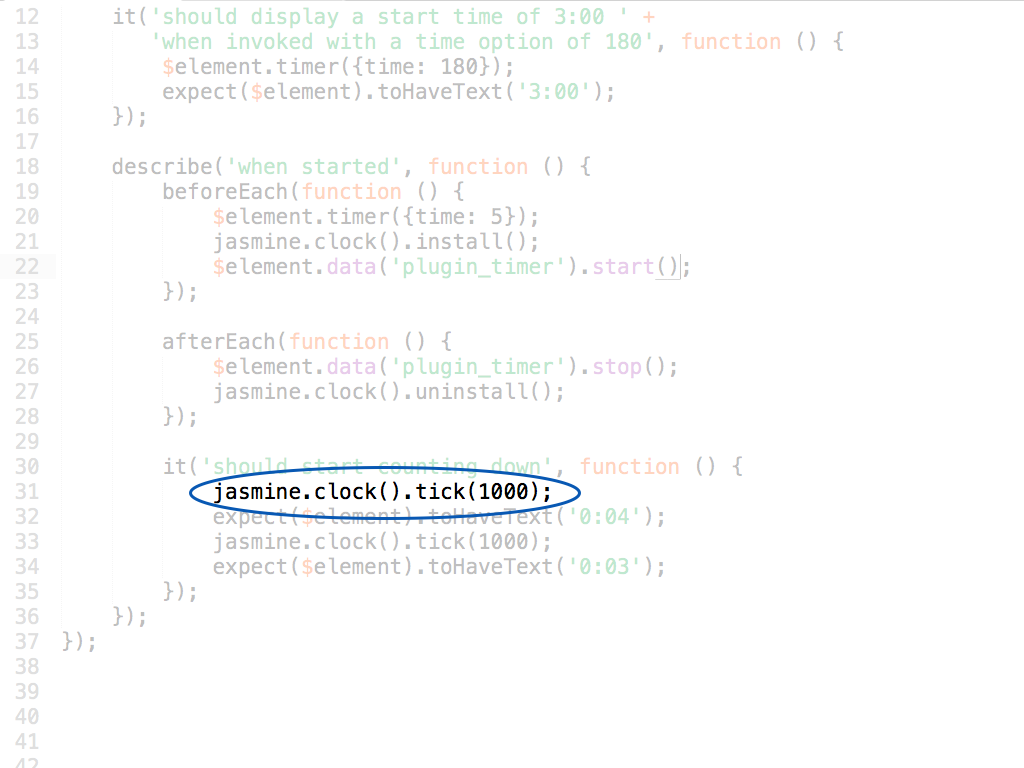 12 it('should display a start time of 3:00 ' +
13 'when invoked with a time option of 180', function () {
14 $element.timer({time: 180});
15 expect($element).toHaveText('3:00');
16 });
17
18 describe('when started', function () {
19 beforeEach(function () {
20 $element.timer({time: 5});
21 jasmine.clock().install();
22 $element.data('plugin_timer').start();
23 });
24
25 afterEach(function () {
26 $element.data('plugin_timer').stop();
27 jasmine.clock().uninstall();
28 });
29
30 it('should start counting down', function () {
31 jasmine.clock().tick(1000);
32 expect($element).toHaveText('0:04');
33 jasmine.clock().tick(1000);
34 expect($element).toHaveText('0:03');
35 });
36 });
37 });
38
39
40
41
42